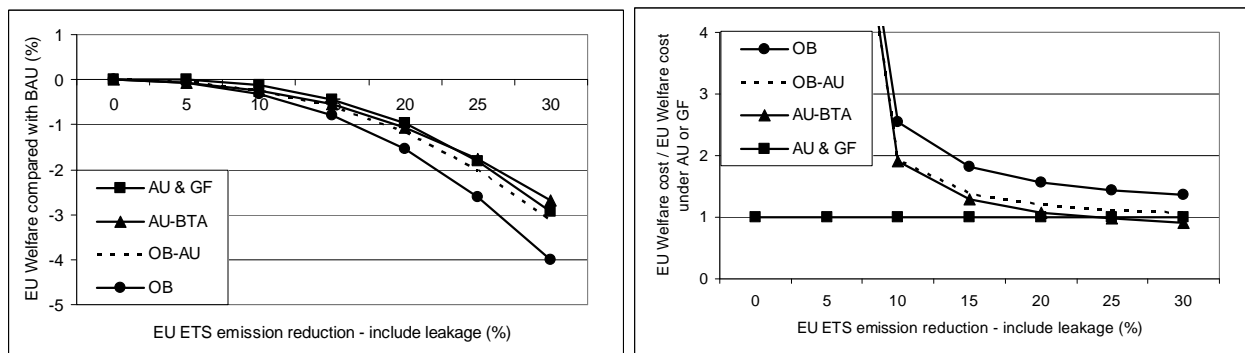 EU Welfare compared with BAU (%)
1
0
-1
-2
-3
-4
-5
0 5 10 15 20 25 30
AU & GF
AU-BTA
OB-AU
OB
EU ETS emission reduction - include leakage (%)
EU Welfare cost / EU Welfare cost
under AU or GF
4
3
2
1
0
OB
OB-AU
AU-BTA
AU & GF
0 5 10 15 20 25 30
EU ETS emission reduction - include leakage (%)